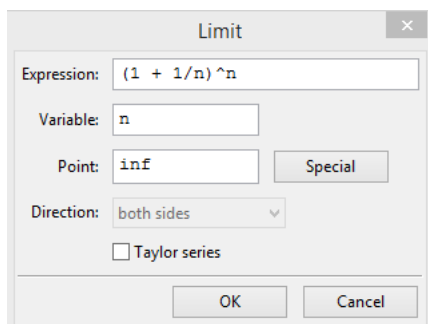 Limit
Expression: (1 + 1/n)^n
Variable: n
Point: inf Special
Direction: both sides
Taylor series
OK Cancel